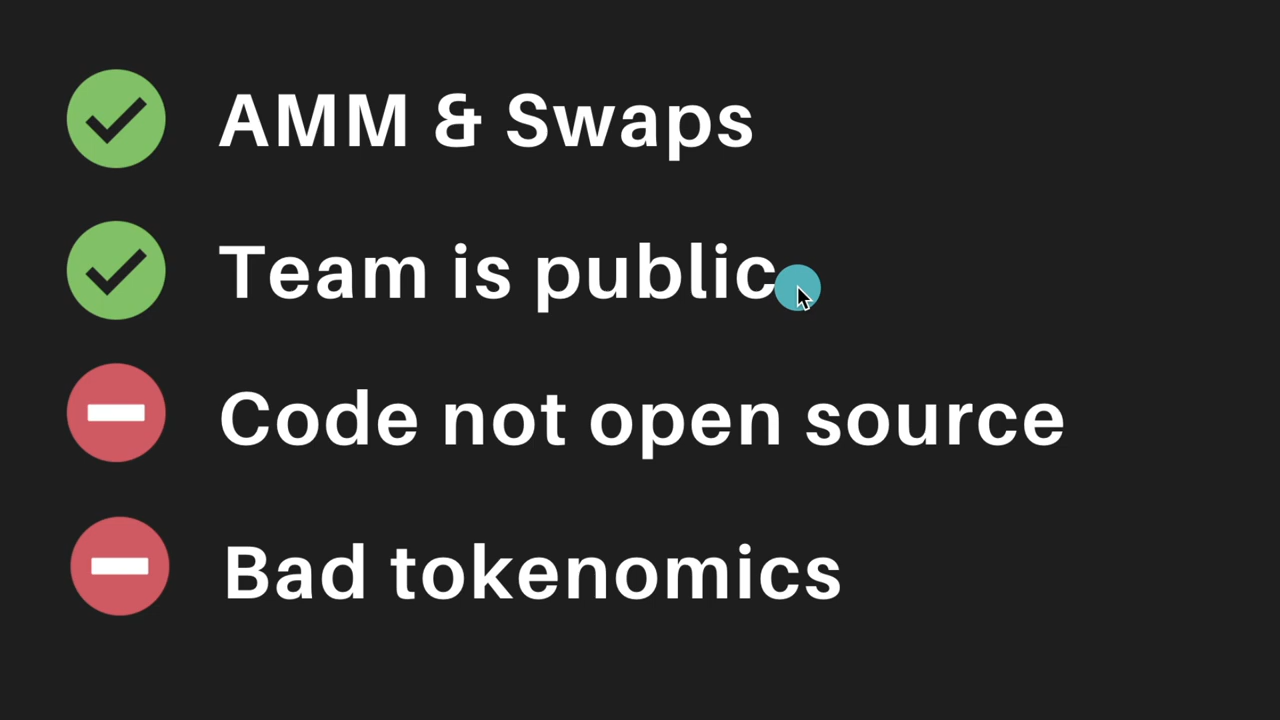 AMM & Swaps
Team is public
Code not open source
Bad tokenomics